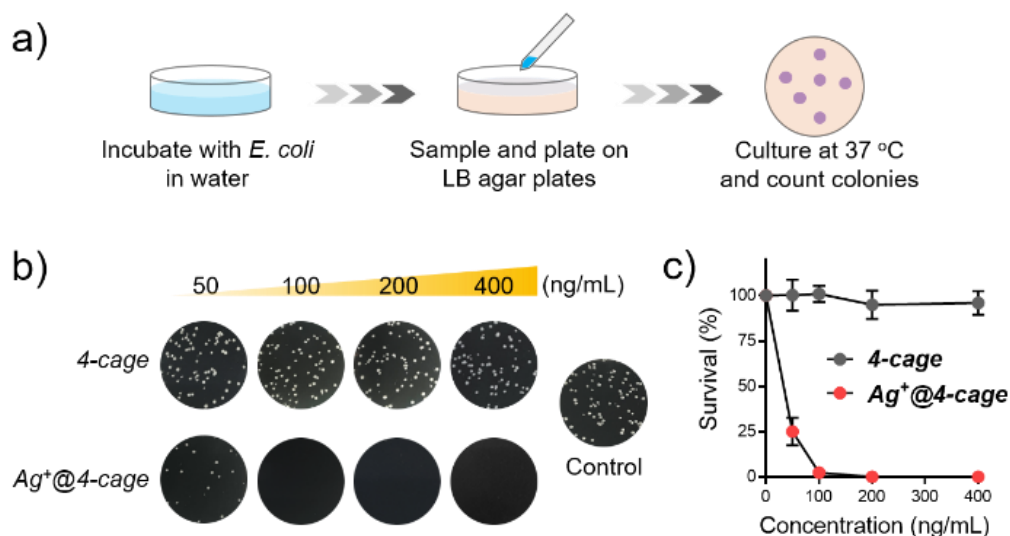 a)
Incubate with E. coli
in water
Sample and plate on
LB agar plates
Culture at 37 °C
and count colonies
b)
50 100 200 400 (ng/mL)
4-cage
Ag⁺@4-cage
Control
c)
Survival (%)
100
75
50
25
0
4-cage
Ag⁺@4-cage
0 100 200 300 400
Concentration (ng/mL)